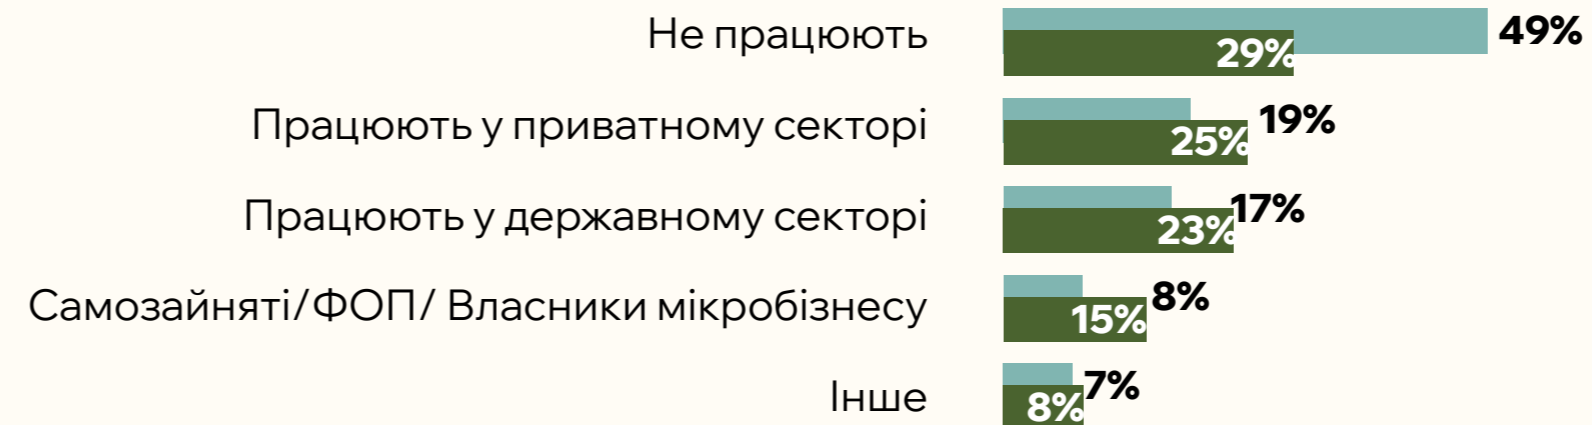 Не працюють 49%
29%
Працюють у приватному секторі 19%
25%
Працюють у державному секторі 17%
23%
Самозайняті/ФОП/ Власники мікробізнесу 8%
15%
Інше 7%
8%